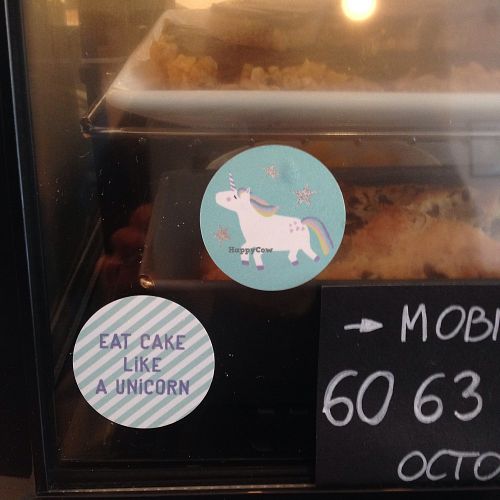 HappyCow
EAT CAKE
LiKE
A UNiCORN
→ MOBI
60 63
OCTO